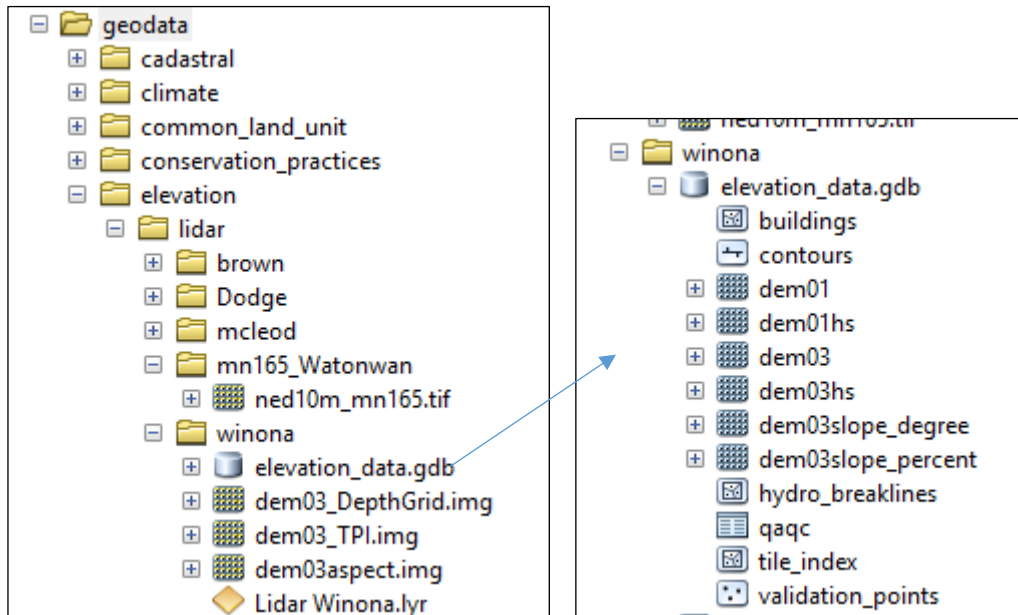 geodata
cadastral
climate
common_land_unit
conservation_practices
elevation
lidar
brown
Dodge
mcleod
mn165_Watonwan
ned10m_mn165.tif
winona
elevation_data.gdb
dem03_DepthGrid.img
dem03_TPI.img
dem03aspect.img
Lidar Winona.lyr
ned10m_mn165.tif
winona
elevation_data.gdb
buildings
contours
dem01
dem01hs
dem03
dem03hs
dem03slope_degree
dem03slope_percent
hydro_breaklines
qaqc
tile_index
validation_points